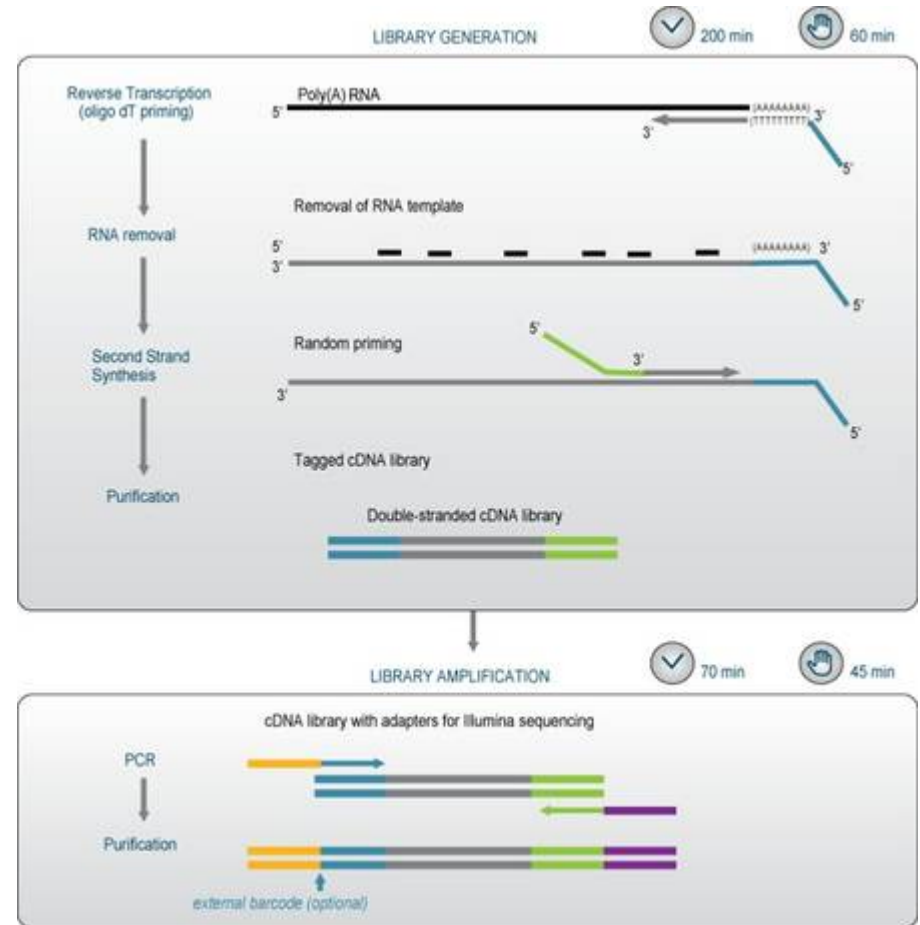 LIBRARY GENERATION
200 min
60 min
Reverse Transcription
(oligo dT priming)
Poly(A) RNA
5'
(AAAAAAAA)
3'
3'
(TTTTTTTTT)
5'
Removal of RNA template
RNA removal
5'
(AAAAAAAA)
3'
3'
5'
Random priming
5'
3'
Second Strand
Synthesis
3'
5'
Tagged cDNA library
Purification
Double-stranded cDNA library
LIBRARY AMPLIFICATION
70 min
45 min
cDNA library with adapters for Illumina sequencing
PCR
Purification
external barcode (optional)